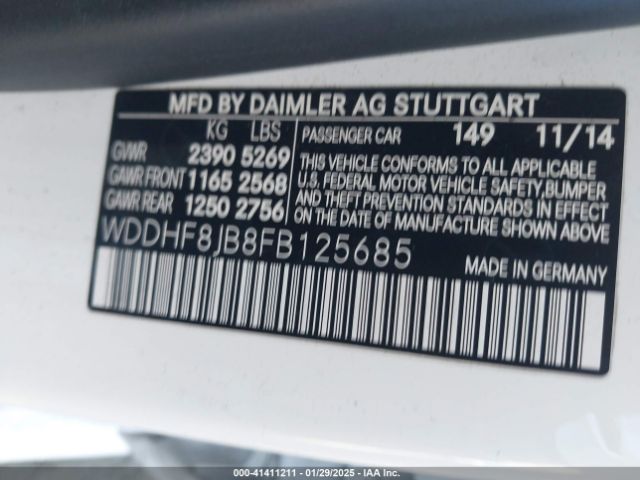 MFD BY DAIMLER AG STUTTGART
KG LBS PASSENGER CAR 149 11/14
GVWR 2390 5269
GAWR FRONT 1165 2568
GAWR REAR 1250 2756
THIS VEHICLE CONFORMS TO ALL APPLICABLE
U.S. FEDERAL MOTOR VEHICLE SAFETY, BUMPER
AND THEFT PREVENTION STANDARDS IN EFFECT
ON THE DATE OF MANUFACTURE SHOWN ABOVE
WDDHF8JB8FB125685
MADE IN GERMANY
000-41411211 - 01/29/2025 - IAA Inc.